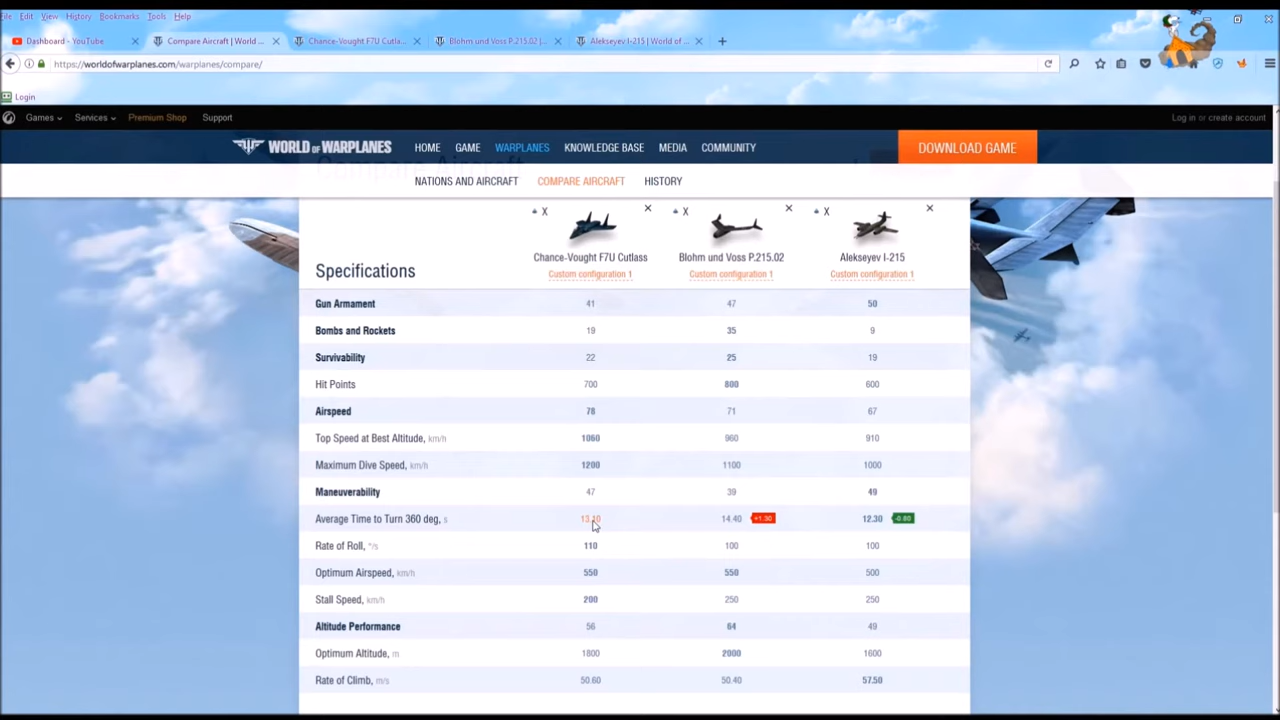 File Edit View History Bookmarks Tools Help
Dashboard - YouTube × Compare Aircraft | World ... × Chance-Vought F7U Cutla... × Blohm und Voss P.215.02 |... × Alekseyev I-215 | World of ... × +
https://worldofwarplanes.com/warplanes/compare/
Login
Games Services Premium Shop Support Log in or create account
WORLD OF WARPLANES HOME GAME WARPLANES KNOWLEDGE BASE MEDIA COMMUNITY DOWNLOAD GAME
Compare Aircraft
NATIONS AND AIRCRAFT COMPARE AIRCRAFT HISTORY
X × X × X ×
Chance-Vought F7U Cutlass Blohm und Voss P.215.02 Alekseyev I-215
Specifications Custom configuration 1 Custom configuration 1 Custom configuration 1
Gun Armament 41 47 50
Bombs and Rockets 19 35 9
Survivability 22 25 19
Hit Points 700 800 600
Airspeed 78 71 67
Top Speed at Best Altitude, km/h 1060 960 910
Maximum Dive Speed, km/h 1200 1100 1000
Maneuverability 47 39 49
Average Time to Turn 360 deg, s 13.10 14.40 +1.30 12.30 -0.80
Rate of Roll, °/s 110 100 100
Optimum Airspeed, km/h 550 550 500
Stall Speed, km/h 200 250 250
Altitude Performance 56 64 49
Optimum Altitude, m 1800 2000 1600
Rate of Climb, m/s 50.60 50.40 57.50